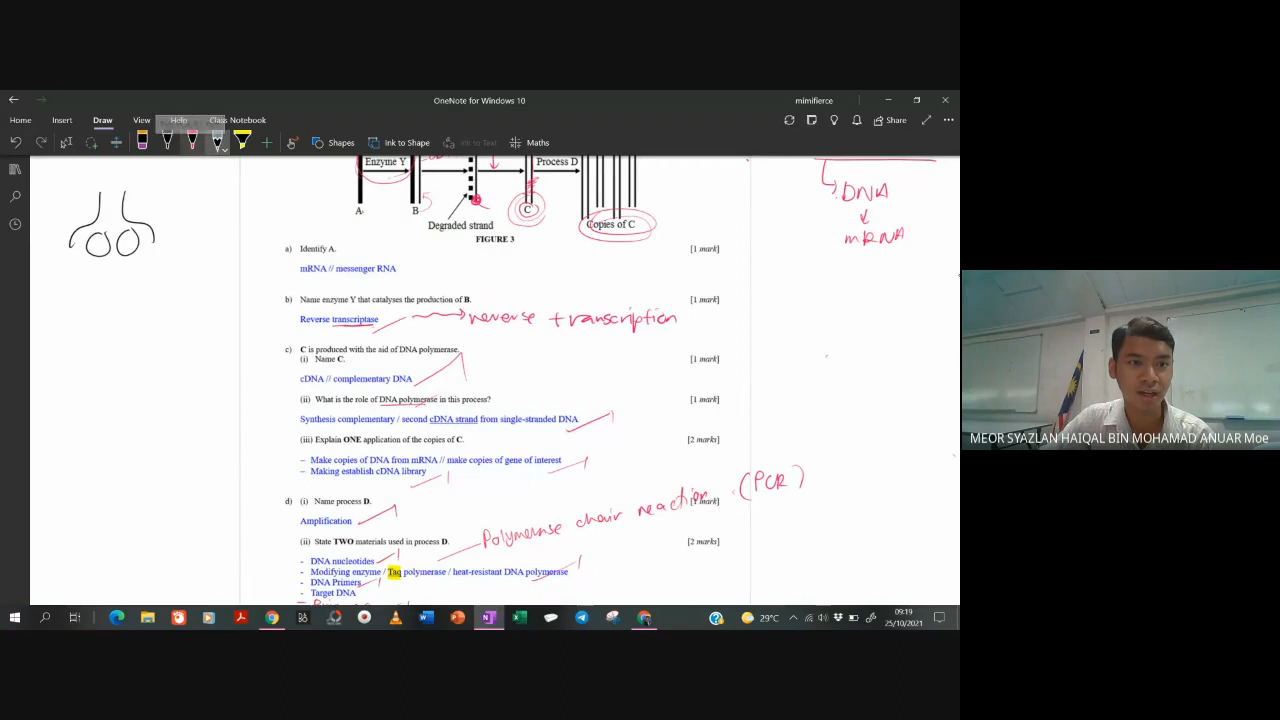 OneNote for Windows 10
mimifierce
Home Insert Draw View Help Class Notebook
Share
Shapes Ink to Shape Ink to Text Maths
Enzyme Y
Process D
A
B
5
C
Degraded strand
Copies of C
FIGURE 3
DNA
mRNA
a) Identify A. [1 mark]
mRNA // messenger RNA
b) Name enzyme Y that catalyses the production of B. [1 mark]
Reverse transcriptase
reverse + transcription
c) C is produced with the aid of DNA polymerase.
(i) Name C. [1 mark]
cDNA // complementary DNA
(ii) What is the role of DNA polymerase in this process? [1 mark]
Synthesis complementary / second cDNA strand from single-stranded DNA
(iii) Explain ONE application of the copies of C. [2 marks]
– Make copies of DNA from mRNA // make copies of gene of interest
– Making establish cDNA library
d) (i) Name process D. [1 mark]
Amplification
Polymerase chair reaction (PCR)
(ii) State TWO materials used in process D. [2 marks]
- DNA nucleotides
- Modifying enzyme / Taq polymerase / heat-resistant DNA polymerase
- DNA Primers
- Target DNA
MEOR SYAZLAN HAIQAL BIN MOHAMAD ANUAR Moe
29°C
09:19
25/10/2021